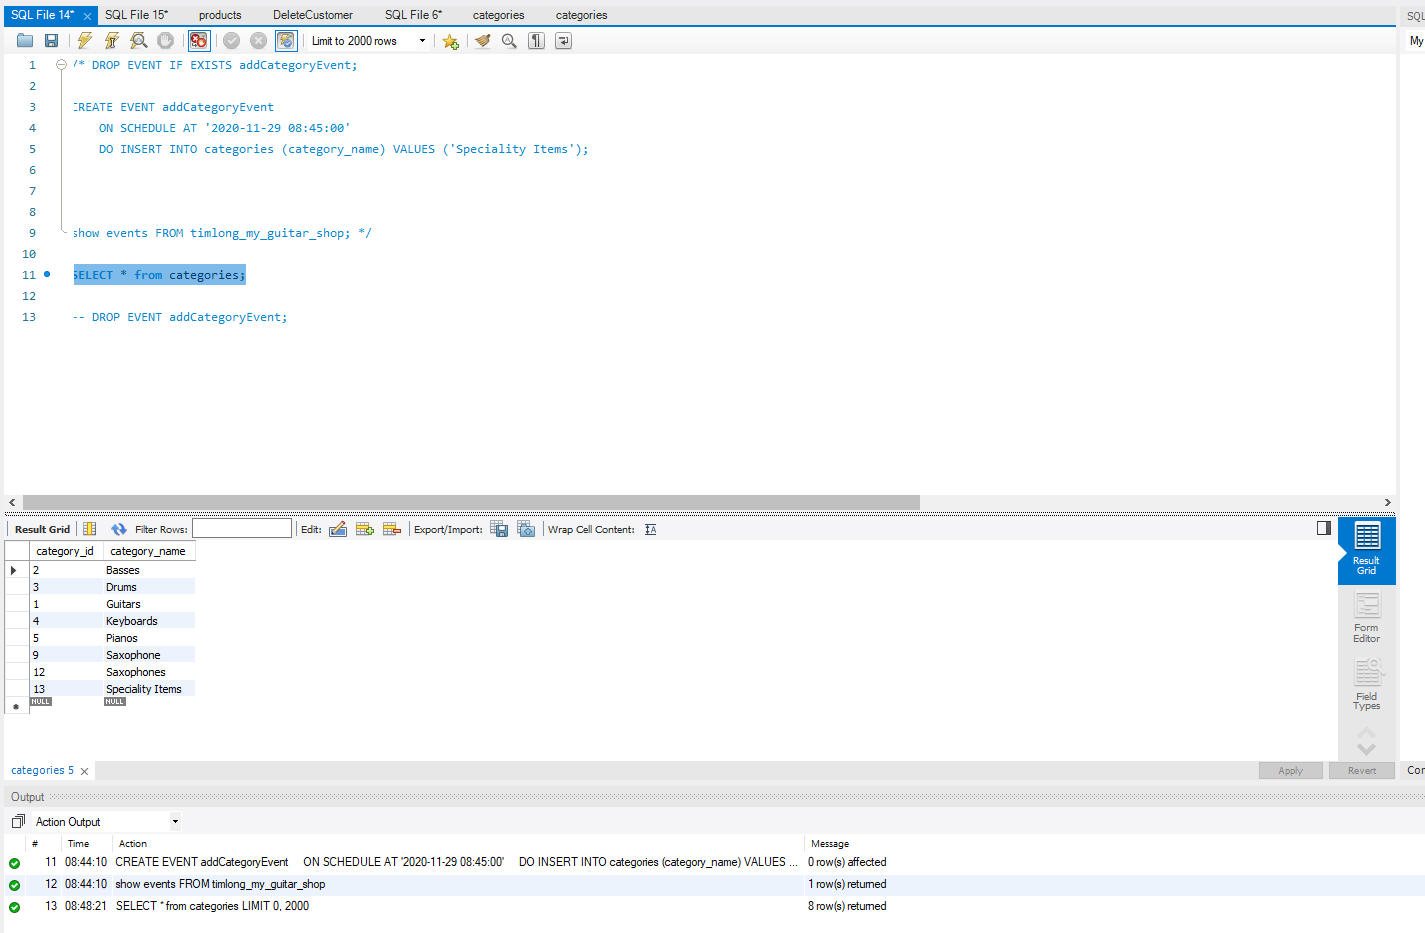 SQL File 14* SQL File 15* products DeleteCustomer SQL File 6* categories categories SQL
Limit to 2000 rows My
1 /* DROP EVENT IF EXISTS addCategoryEvent;
2
3 CREATE EVENT addCategoryEvent
4 ON SCHEDULE AT '2020-11-29 08:45:00'
5 DO INSERT INTO categories (category_name) VALUES ('Speciality Items');
6
7
8
9 show events FROM timlong_my_guitar_shop; */
10
11 SELECT * from categories;
12
13 -- DROP EVENT addCategoryEvent;
Result Grid Filter Rows: Edit: Export/Import: Wrap Cell Content:
category_id category_name
2 Basses
3 Drums
1 Guitars
4 Keyboards
5 Pianos
9 Saxophone
12 Saxophones
13 Speciality Items
NULL NULL
Result
Grid
Form
Editor
Field
Types
categories 5 Apply Revert Con
Output
Action Output
# Time Action Message
11 08:44:10 CREATE EVENT addCategoryEvent ON SCHEDULE AT '2020-11-29 08:45:00' DO INSERT INTO categories (category_name) VALUES ... 0 row(s) affected
12 08:44:10 show events FROM timlong_my_guitar_shop 1 row(s) returned
13 08:48:21 SELECT * from categories LIMIT 0, 2000 8 row(s) returned